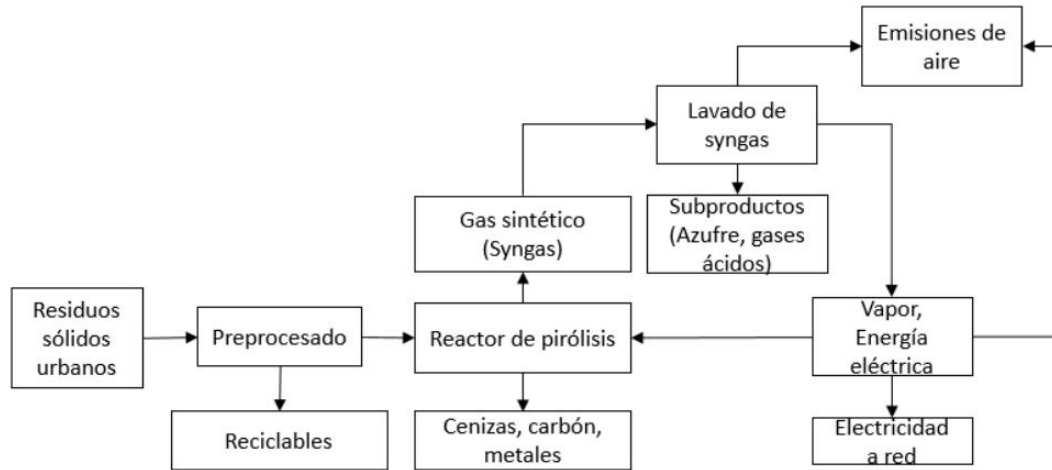 Emisiones de
aire
Lavado de
syngas
Subproductos
(Azufre, gases
ácidos)
Gas sintético
(Syngas)
Residuos
sólidos
urbanos
Preprocesado
Reactor de pirólisis
Vapor,
Energía
eléctrica
Reciclables
Cenizas, carbón,
metales
Electricidad
a red